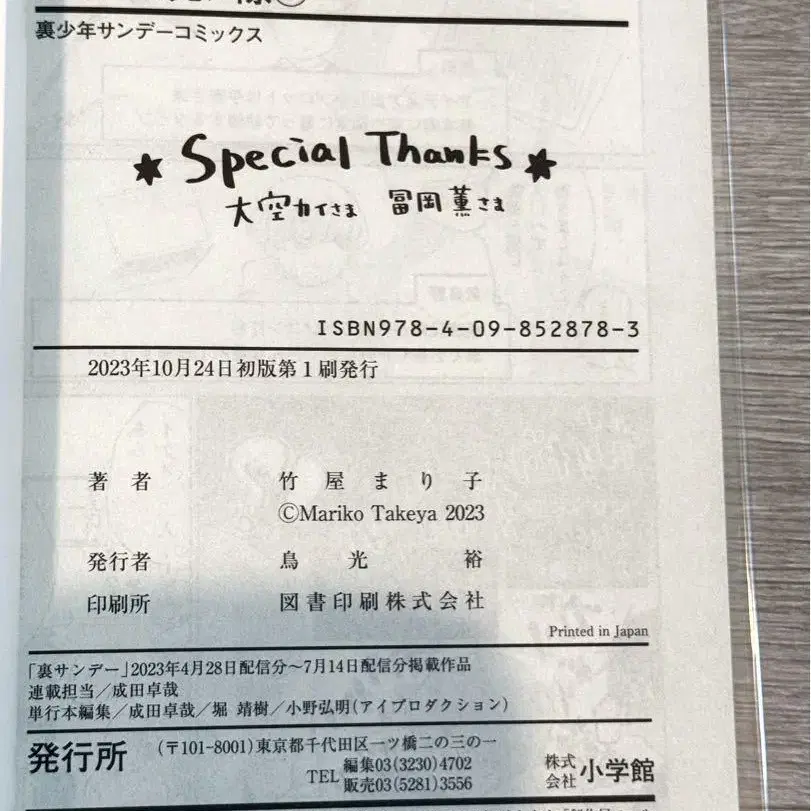 裏少年サンデーコミックス
★ Special Thanks ★
大空カイさま 冨岡薫さま
ISBN978-4-09-852878-3
2023年10月24日初版第1刷発行
著者 竹屋まり子
©Mariko Takeya 2023
発行者 鳥光 裕
印刷所 図書印刷株式会社
Printed in Japan
「裏サンデー」2023年4月28日配信分〜7月14日配信分掲載作品
連載担当／成田卓哉
単行本編集／成田卓哉／堀 靖樹／小野弘明(アイプロダクション)
発行所 (〒101-8001)東京都千代田区一ツ橋二の三の一
TEL 編集03(3230)4702
販売03(5281)3556
株式会社 小学館